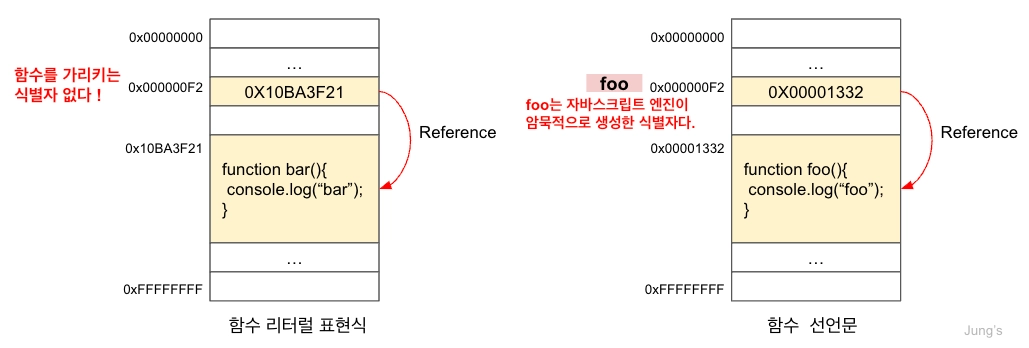 0x00000000
...
함수를 가리키는
식별자 없다 !
0x000000F2
0X10BA3F21
Reference
0x10BA3F21
function bar(){
console.log(“bar”);
}
...
0xFFFFFFFF
함수 리터럴 표현식
0x00000000
...
foo
0x000000F2
0X00001332
foo는 자바스크립트 엔진이
암묵적으로 생성한 식별자다.
Reference
0x00001332
function foo(){
console.log(“foo”);
}
...
0xFFFFFFFF
함수 선언문
Jung's